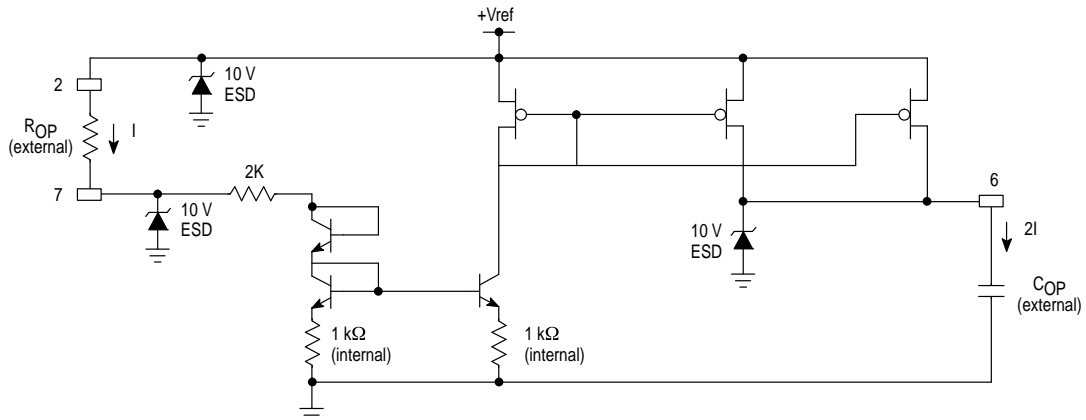 +Vref
2
10 V
ESD
ROP
(external)
I
7
2K
10 V
ESD
10 V
ESD
6
2I
COP
(external)
1 kΩ
(internal)
1 kΩ
(internal)